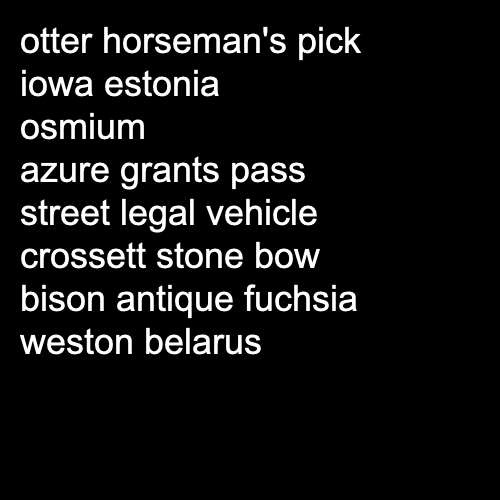 otter horseman's pick
iowa estonia
osmium
azure grants pass
street legal vehicle
crossett stone bow
bison antique fuchsia
weston belarus